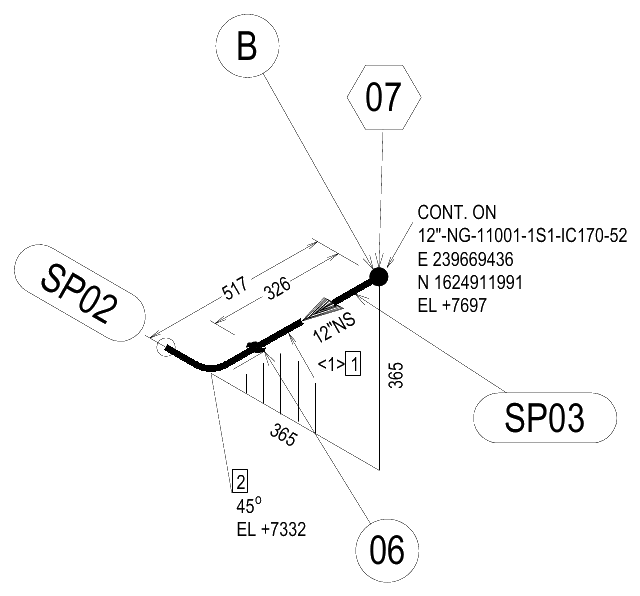 B
07
CONT. ON
12"-NG-11001-1S1-IC170-52
E 239669436
N 1624911991
EL +7697
SP02
517
326
12"NS
<1> 1
365
SP03
365
2
45°
EL +7332
06